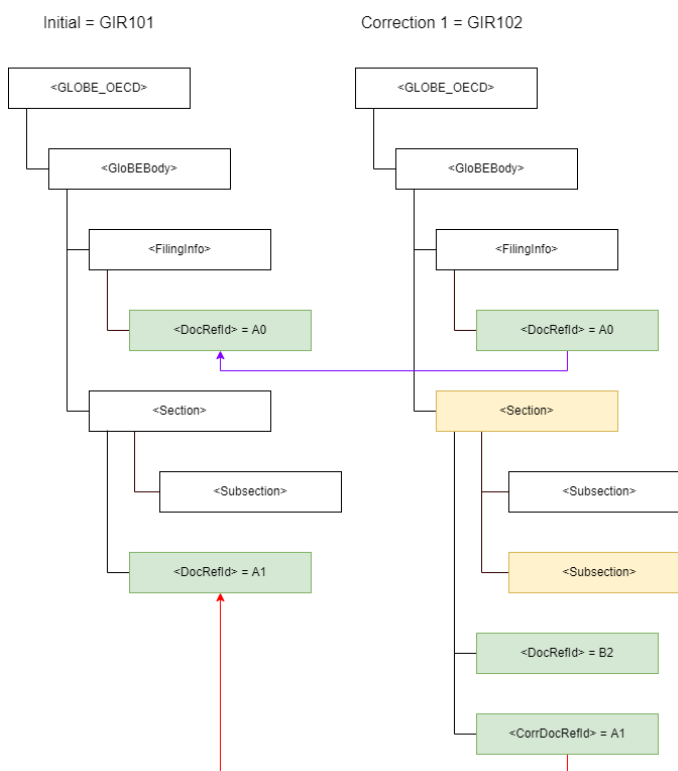 Initial = GIR101
Correction 1 = GIR102
<GLOBE_OECD>
<GLOBE_OECD>
<GloBEBody>
<GloBEBody>
<FilingInfo>
<FilingInfo>
<DocRefId> = A0
<DocRefId> = A0
<Section>
<Section>
<Subsection>
<Subsection>
<DocRefId> = A1
<Subsection>
<DocRefId> = B2
<CorrDocRefId> = A1